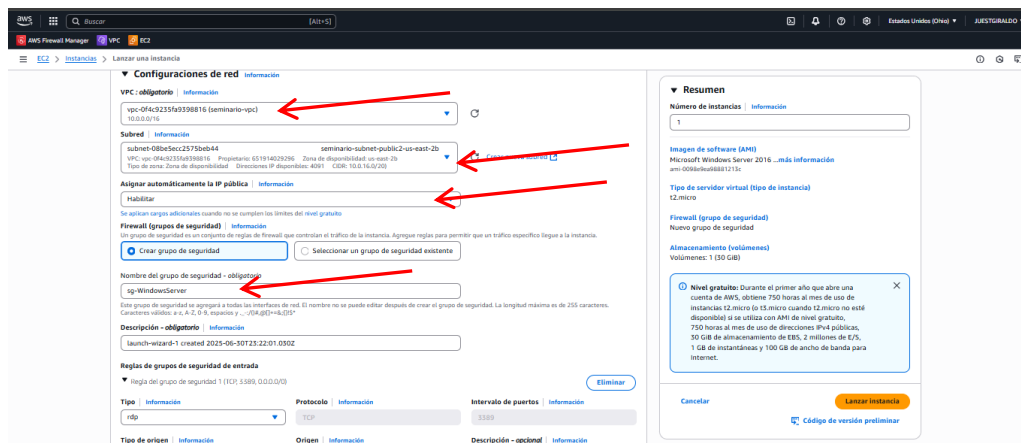 aws
Buscar
[Alt+S]
Estados Unidos (Ohio)
JUESTGIRALDO
AWS Firewall Manager
VPC
EC2
EC2 > Instancias > Lanzar una instancia
Configuraciones de red Información
VPC : obligatorio | Información
vpc-0f4c9235fa9398816 (seminario-vpc)
10.0.0.0/16
Subred | Información
subnet-08be5ecc2575beb44 seminario-subnet-public2-us-east-2b
VPC: vpc-0f4c9235fa9398816 Propietario: 651914029296 Zona de disponibilidad: us-east-2b
Tipo de zona: Zona de disponibilidad Direcciones IP disponibles: 4091 CIDR: 10.0.16.0/20)
Asignar automáticamente la IP pública | Información
Habilitar
Se aplican cargos adicionales cuando no se cumplen los límites del nivel gratuito
Firewall (grupos de seguridad) | Información
Un grupo de seguridad es un conjunto de reglas de firewall que controlan el tráfico de la instancia. Agregue reglas para permitir que un tráfico específico llegue a la instancia.
Crear grupo de seguridad
Seleccionar un grupo de seguridad existente
Nombre del grupo de seguridad - obligatorio
sg-WindowsServer
Este grupo de seguridad se agregará a todas las interfaces de red. El nombre no se puede editar después de crear el grupo de seguridad. La longitud máxima es de 255 caracteres.
Caracteres válidos: a-z, A-Z, 0-9, espacios y ._-:/()#,@[]+=&;{}!$*
Descripción - obligatorio | Información
launch-wizard-1 created 2025-06-30T23:22:01.030Z
Reglas de grupos de seguridad de entrada
Regla del grupo de seguridad 1 (TCP, 3389, 0.0.0.0/0)
Eliminar
Tipo | Información
Protocolo | Información
Intervalo de puertos | Información
rdp
TCP
3389
Tipo de origen | Información
Origen | Información
Descripción - opcional | Información
Resumen
Número de instancias | Información
1
Imagen de software (AMI)
Microsoft Windows Server 2016 ...más información
ami-0098e9ea98881213c
Tipo de servidor virtual (tipo de instancia)
t2.micro
Firewall (grupo de seguridad)
Nuevo grupo de seguridad
Almacenamiento (volúmenes)
Volúmenes: 1 (30 GiB)
Nivel gratuito: Durante el primer año que abre una
cuenta de AWS, obtiene 750 horas al mes de uso de
instancias t2.micro (o t3.micro cuando t2.micro no esté
disponible) si se utiliza con AMI de nivel gratuito,
750 horas al mes de uso de direcciones IPv4 públicas,
30 GiB de almacenamiento de EBS, 2 millones de E/S,
1 GB de instantáneas y 100 GB de ancho de banda para
Internet.
Cancelar
Lanzar instancia
Código de versión preliminar